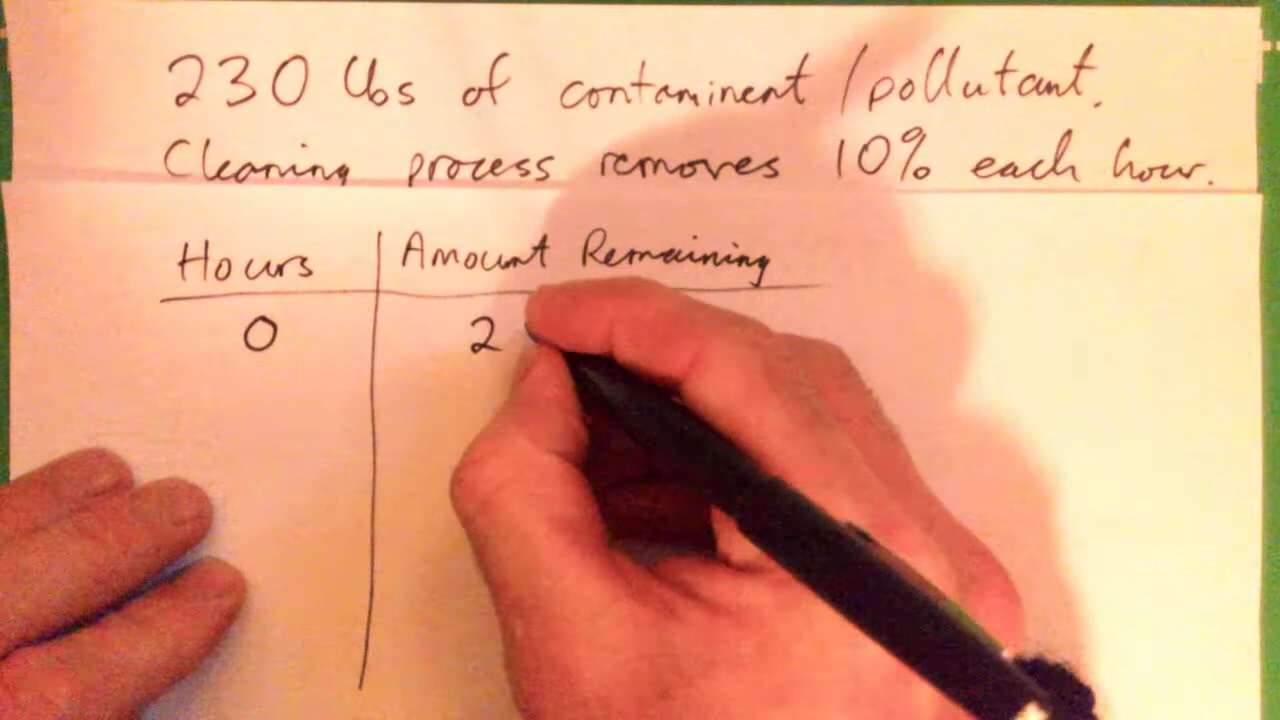 230 lbs of contaminent / pollutant.
Cleaning process removes 10% each hour.
Hours Amount Remaining
0 2